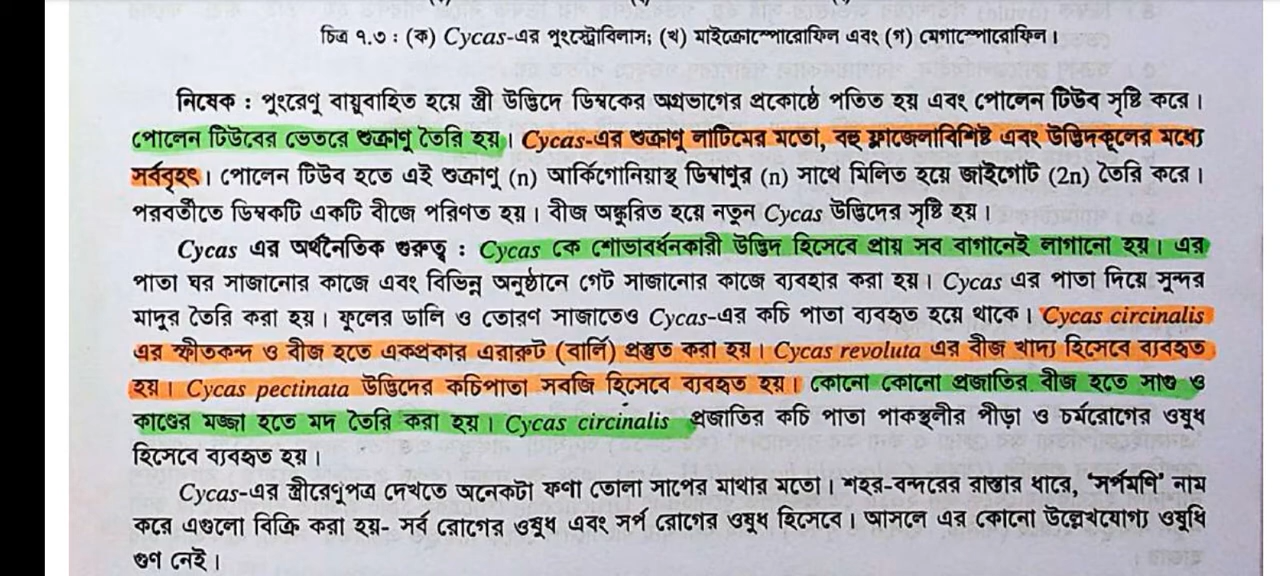 চিত্র ৭.৩ : (ক) Cycas-এর পুংস্ট্রোবিলাস; (খ) মাইক্রোস্পোরোফিল এবং (গ) মেগাস্পোরোফিল।
নিষেক : পুংরেণু বায়ুবাহিত হয়ে স্ত্রী উদ্ভিদে ডিম্বকের অগ্রভাগের প্রকোষ্ঠে পতিত হয় এবং পোলেন টিউব সৃষ্টি করে।
পোলেন টিউবের ভেতরে শুক্রাণু তৈরি হয়। Cycas-এর শুক্রাণু লাটিমের মতো, বহু ফ্লাজেলাবিশিষ্ট এবং উদ্ভিদকূলের মধ্যে
সর্ববৃহৎ। পোলেন টিউব হতে এই শুক্রাণু (n) আর্কিগোনিয়াস্থ ডিম্বাণুর (n) সাথে মিলিত হয়ে জাইগোট (2n) তৈরি করে।
পরবর্তীতে ডিম্বকটি একটি বীজে পরিণত হয়। বীজ অঙ্কুরিত হয়ে নতুন Cycas উদ্ভিদের সৃষ্টি হয়।
Cycas এর অর্থনৈতিক গুরুত্ব : Cycas কে শোভাবর্ধনকারী উদ্ভিদ হিসেবে প্রায় সব বাগানেই লাগানো হয়। এর
পাতা ঘর সাজানোর কাজে এবং বিভিন্ন অনুষ্ঠানে গেট সাজানোর কাজে ব্যবহার করা হয়। Cycas এর পাতা দিয়ে সুন্দর
মাদুর তৈরি করা হয়। ফুলের ডালি ও তোরণ সাজাতেও Cycas-এর কচি পাতা ব্যবহৃত হয়ে থাকে। Cycas circinalis
এর স্ফীতকন্দ ও বীজ হতে একপ্রকার এরারুট (বার্লি) প্রস্তুত করা হয়। Cycas revoluta এর বীজ খাদ্য হিসেবে ব্যবহৃত
হয়। Cycas pectinata উদ্ভিদের কচিপাতা সবজি হিসেবে ব্যবহৃত হয়। কোনো কোনো প্রজাতির বীজ হতে সাগু ও
কাণ্ডের মজ্জা হতে মদ তৈরি করা হয়। Cycas circinalis প্রজাতির কচি পাতা পাকস্থলীর পীড়া ও চর্মরোগের ওষুধ
হিসেবে ব্যবহৃত হয়।
Cycas-এর স্ত্রীরেণুপত্র দেখতে অনেকটা ফণা তোলা সাপের মাথার মতো। শহর-বন্দরের রাস্তার ধারে, 'সর্পমণি' নাম
করে এগুলো বিক্রি করা হয়- সর্ব রোগের ওষুধ এবং সর্প রোগের ওষুধ হিসেবে। আসলে এর কোনো উল্লেখযোগ্য ওষুধি
গুণ নেই।